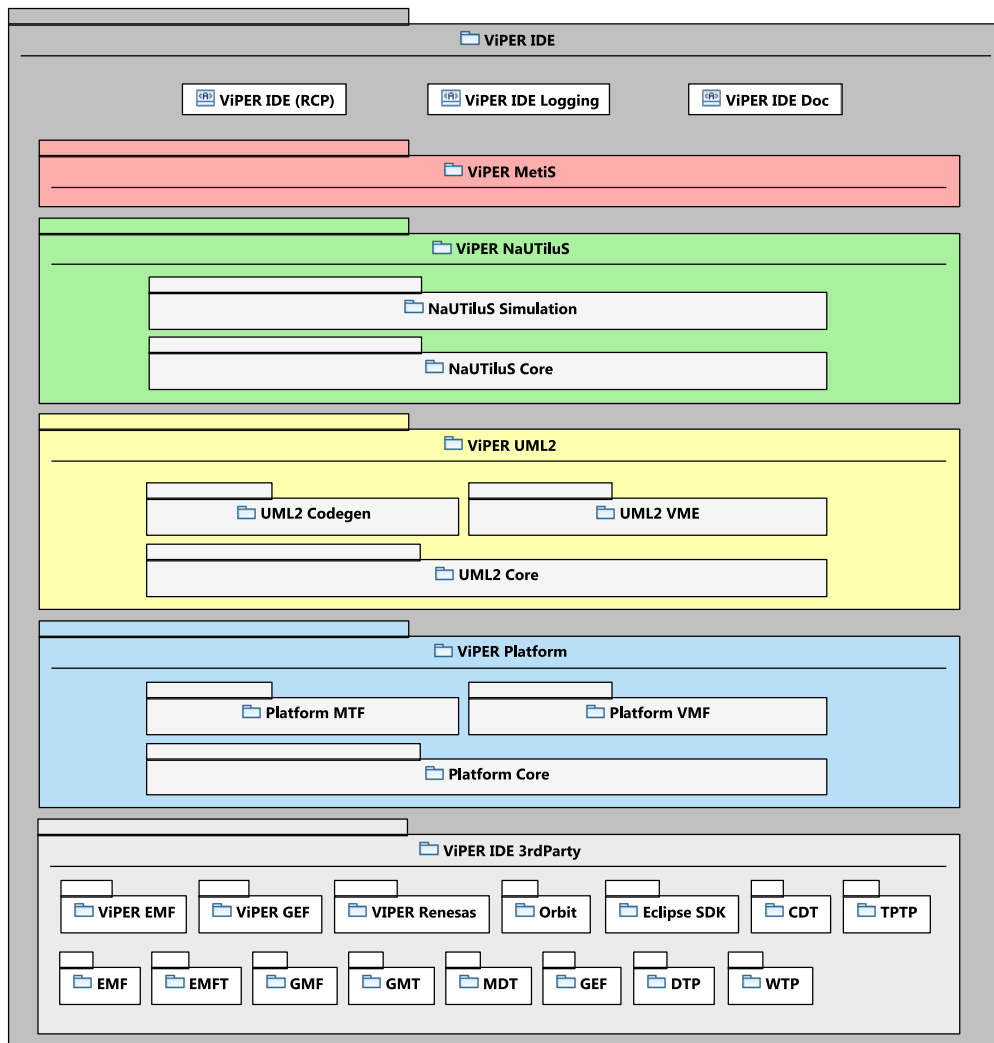 ViPER IDE
ViPER IDE (RCP) ViPER IDE Logging ViPER IDE Doc
ViPER MetiS
ViPER NaUTiluS
NaUTiluS Simulation
NaUTiluS Core
ViPER UML2
UML2 Codegen UML2 VME
UML2 Core
ViPER Platform
Platform MTF Platform VMF
Platform Core
ViPER IDE 3rdParty
ViPER EMF ViPER GEF VIPER Renesas Orbit Eclipse SDK CDT TPTP
EMF EMFT GMF GMT MDT GEF DTP WTP